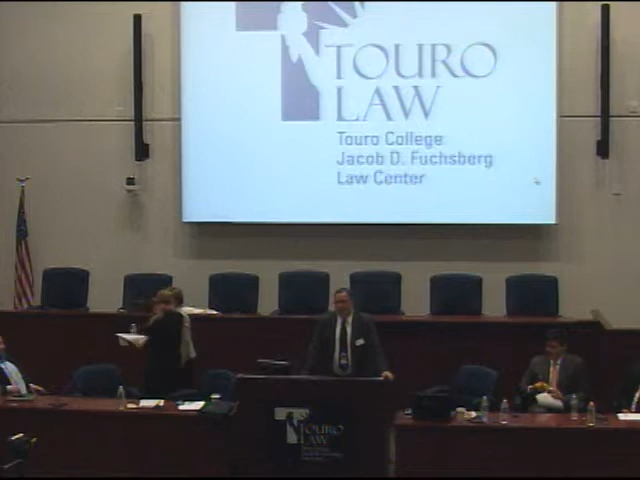 TOURO
LAW
Touro College
Jacob D. Fuchsberg
Law Center
TOURO
LAW